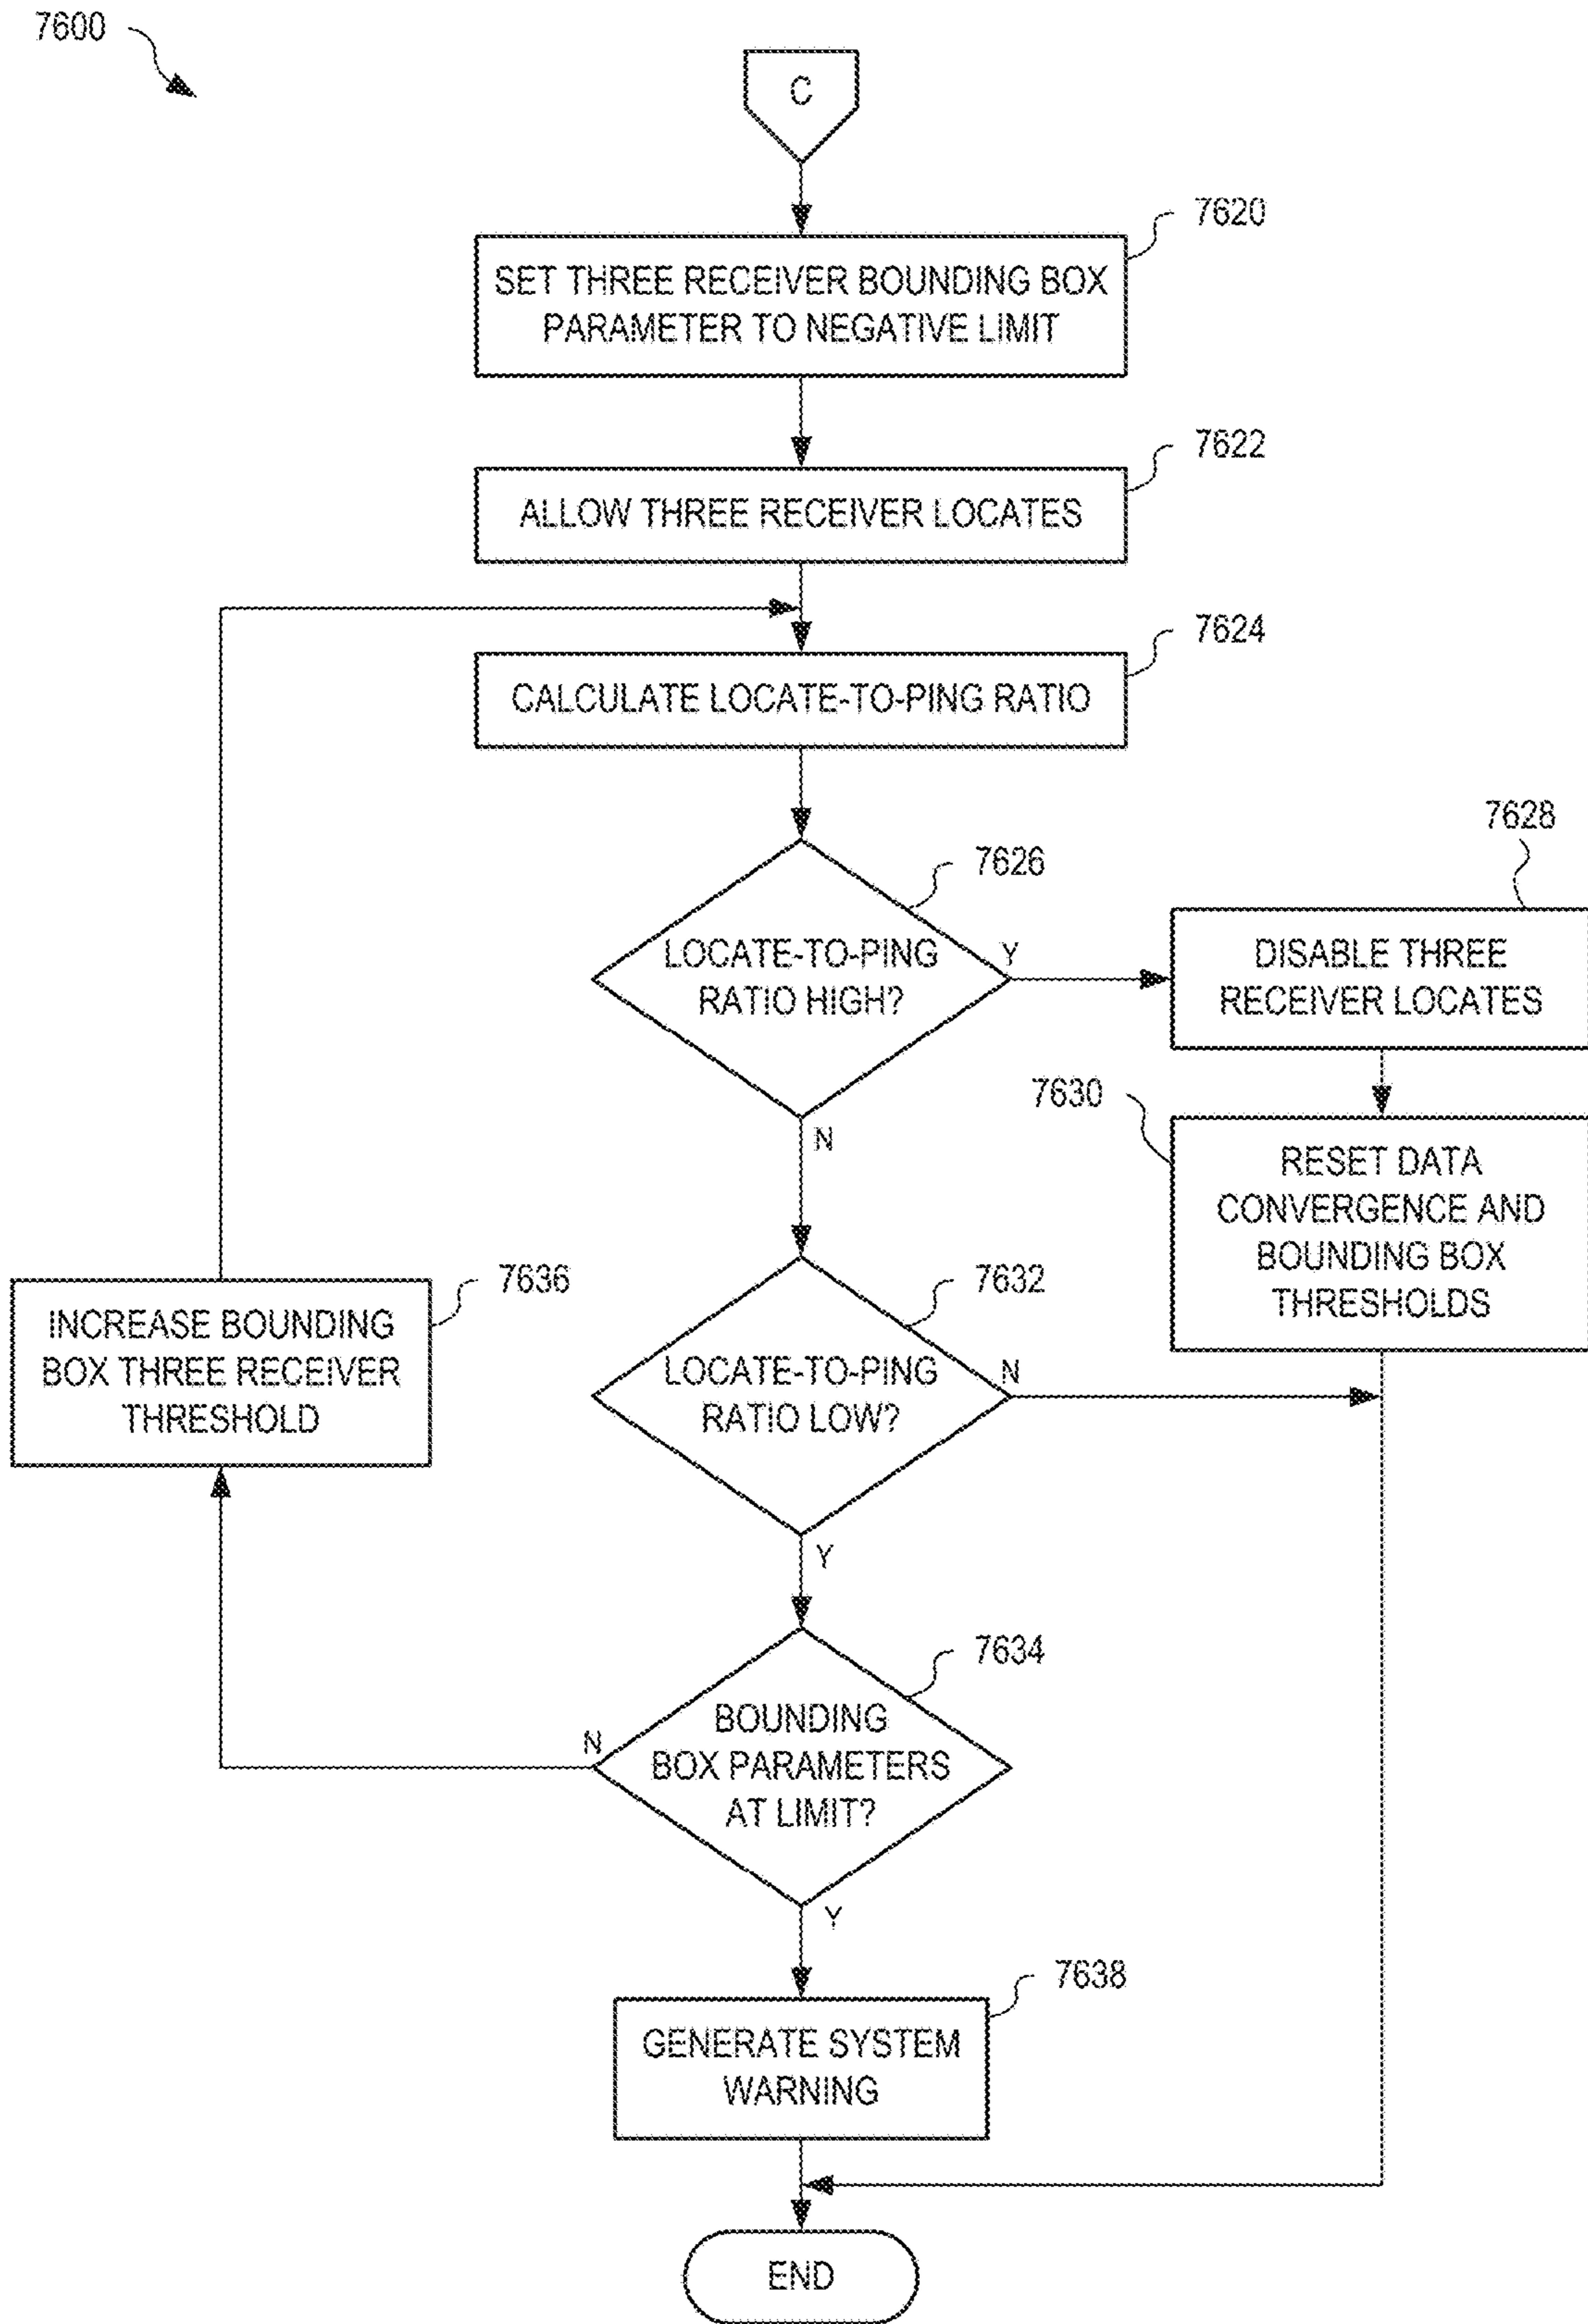 7600
C
7620
SET THREE RECEIVER BOUNDING BOX
PARAMETER TO NEGATIVE LIMIT
7622
ALLOW THREE RECEIVER LOCATES
7624
CALCULATE LOCATE-TO-PING RATIO
7626
LOCATE-TO-PING
RATIO HIGH?
Y
N
7628
DISABLE THREE
RECEIVER LOCATES
7630
RESET DATA
CONVERGENCE AND
BOUNDING BOX
THRESHOLDS
7632
LOCATE-TO-PING
RATIO LOW?
N
Y
7636
INCREASE BOUNDING
BOX THREE RECEIVER
THRESHOLD
7634
BOUNDING
BOX PARAMETERS
AT LIMIT?
N
Y
7638
GENERATE SYSTEM
WARNING
END